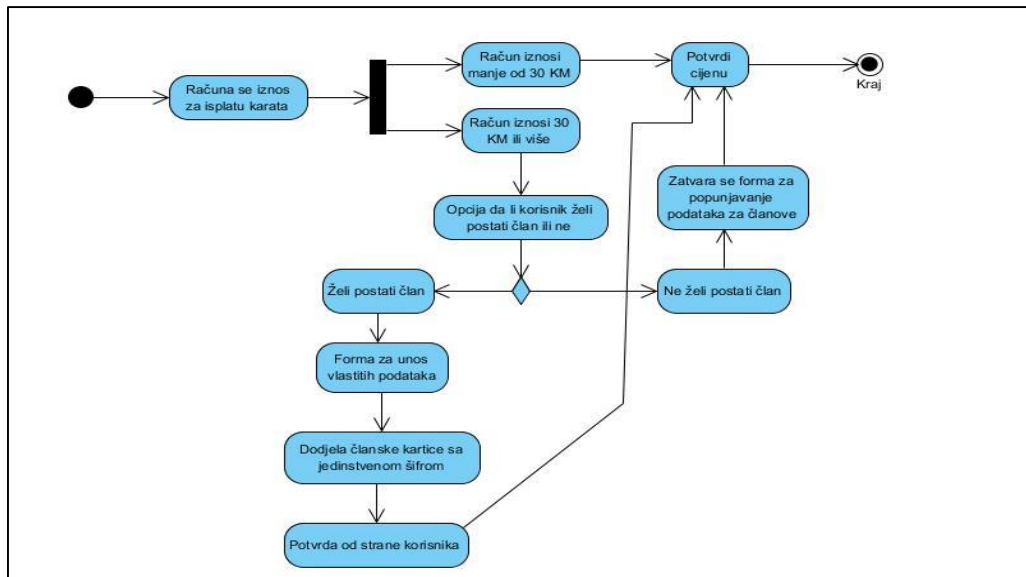 Računa se iznos
za isplatu karata
Račun iznosi
manje od 30 KM
Potvrdi
cijenu
Kraj
Račun iznosi 30
KM ili više
Opcija da li korisnik želi
postati član ili ne
Zatvara se forma za
popunjavanje
podataka za članove
Želi postati član
Ne želi postati član
Forma za unos
vlastitih podataka
Dodjela članske kartice sa
jedinstvenom šifrom
Potvrda od strane korisnika